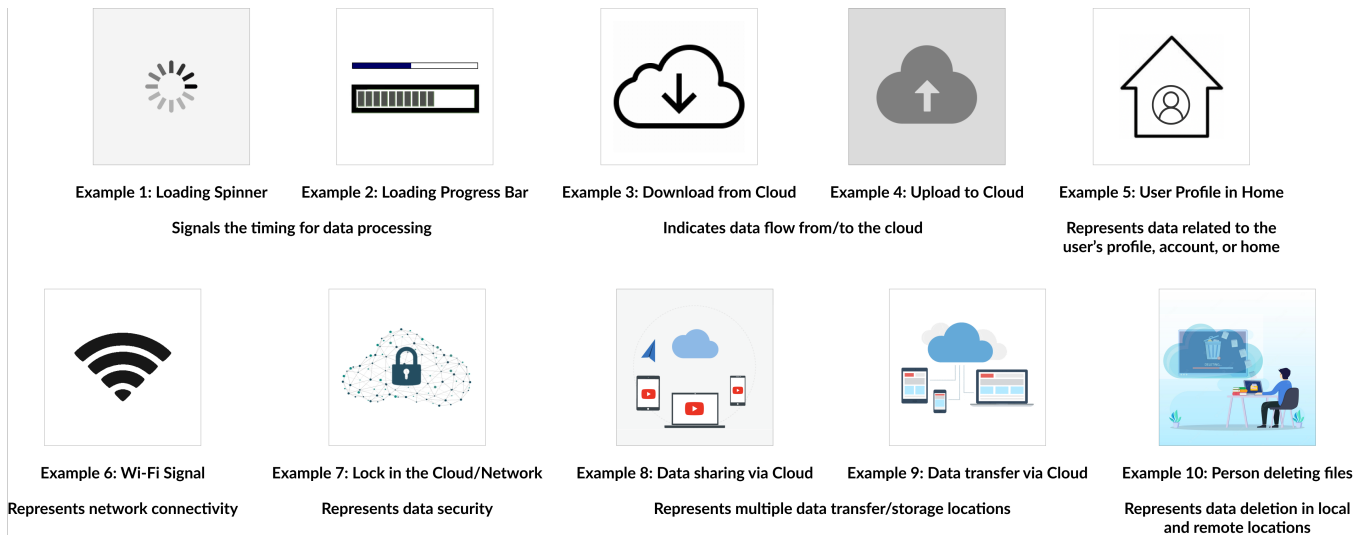 Example 1: Loading Spinner
Example 2: Loading Progress Bar
Example 3: Download from Cloud
Example 4: Upload to Cloud
Example 5: User Profile in Home
Signals the timing for data processing
Indicates data flow from/to the cloud
Represents data related to the
user's profile, account, or home
Example 6: Wi-Fi Signal
Example 7: Lock in the Cloud/Network
Example 8: Data sharing via Cloud
Example 9: Data transfer via Cloud
Example 10: Person deleting files
Represents network connectivity
Represents data security
Represents multiple data transfer/storage locations
Represents data deletion in local
and remote locations